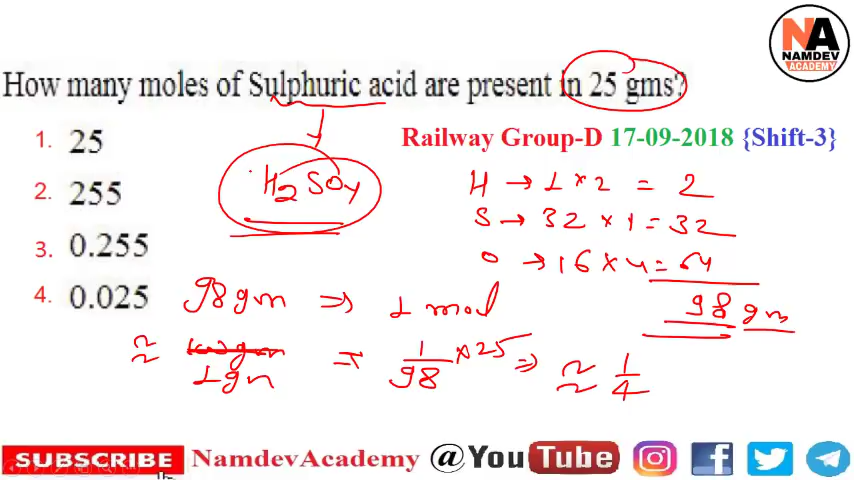 NA
NAMDEV
ACADEMY
How many moles of Sulphuric acid are present in 25 gms?
Railway Group-D 17-09-2018 {Shift-3}
1. 25
2. 255
3. 0.255
4. 0.025
H2SO4
H → 1 × 2 = 2
S → 32 × 1 = 32
O → 16 × 4 = 64
98 gm
98 gm ⇒ 1 mol
≈ 1 gm ⇒ 1/98 × 25 ⇒ ≈ 1/4
SUBSCRIBE NamdevAcademy @YouTube